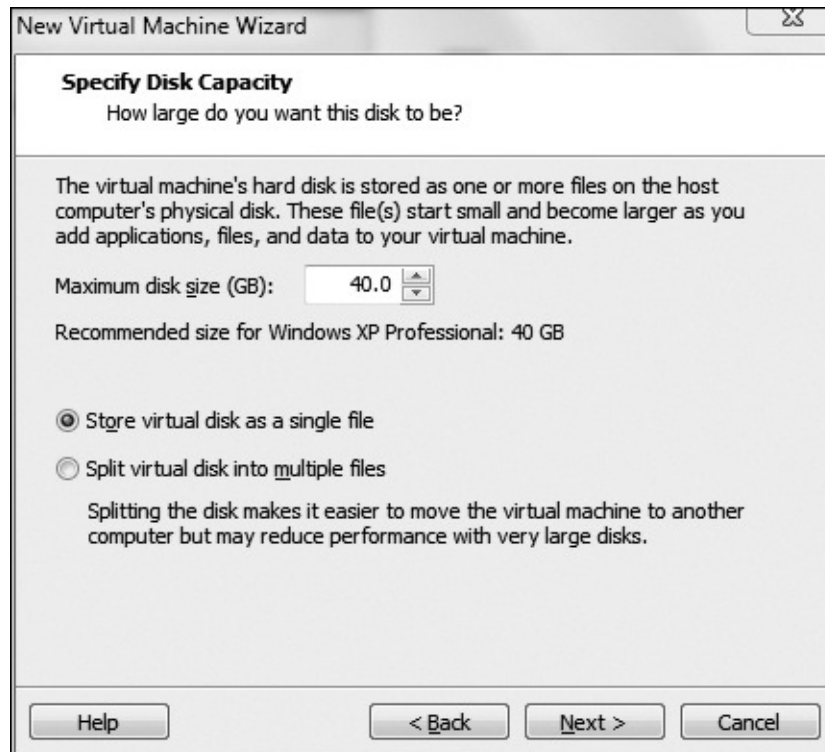 New Virtual Machine Wizard
Specify Disk Capacity
How large do you want this disk to be?
The virtual machine's hard disk is stored as one or more files on the host
computer's physical disk. These file(s) start small and become larger as you
add applications, files, and data to your virtual machine.
Maximum disk size (GB): 40.0
Recommended size for Windows XP Professional: 40 GB
Store virtual disk as a single file
Split virtual disk into multiple files
Splitting the disk makes it easier to move the virtual machine to another
computer but may reduce performance with very large disks.
Help < Back Next > Cancel